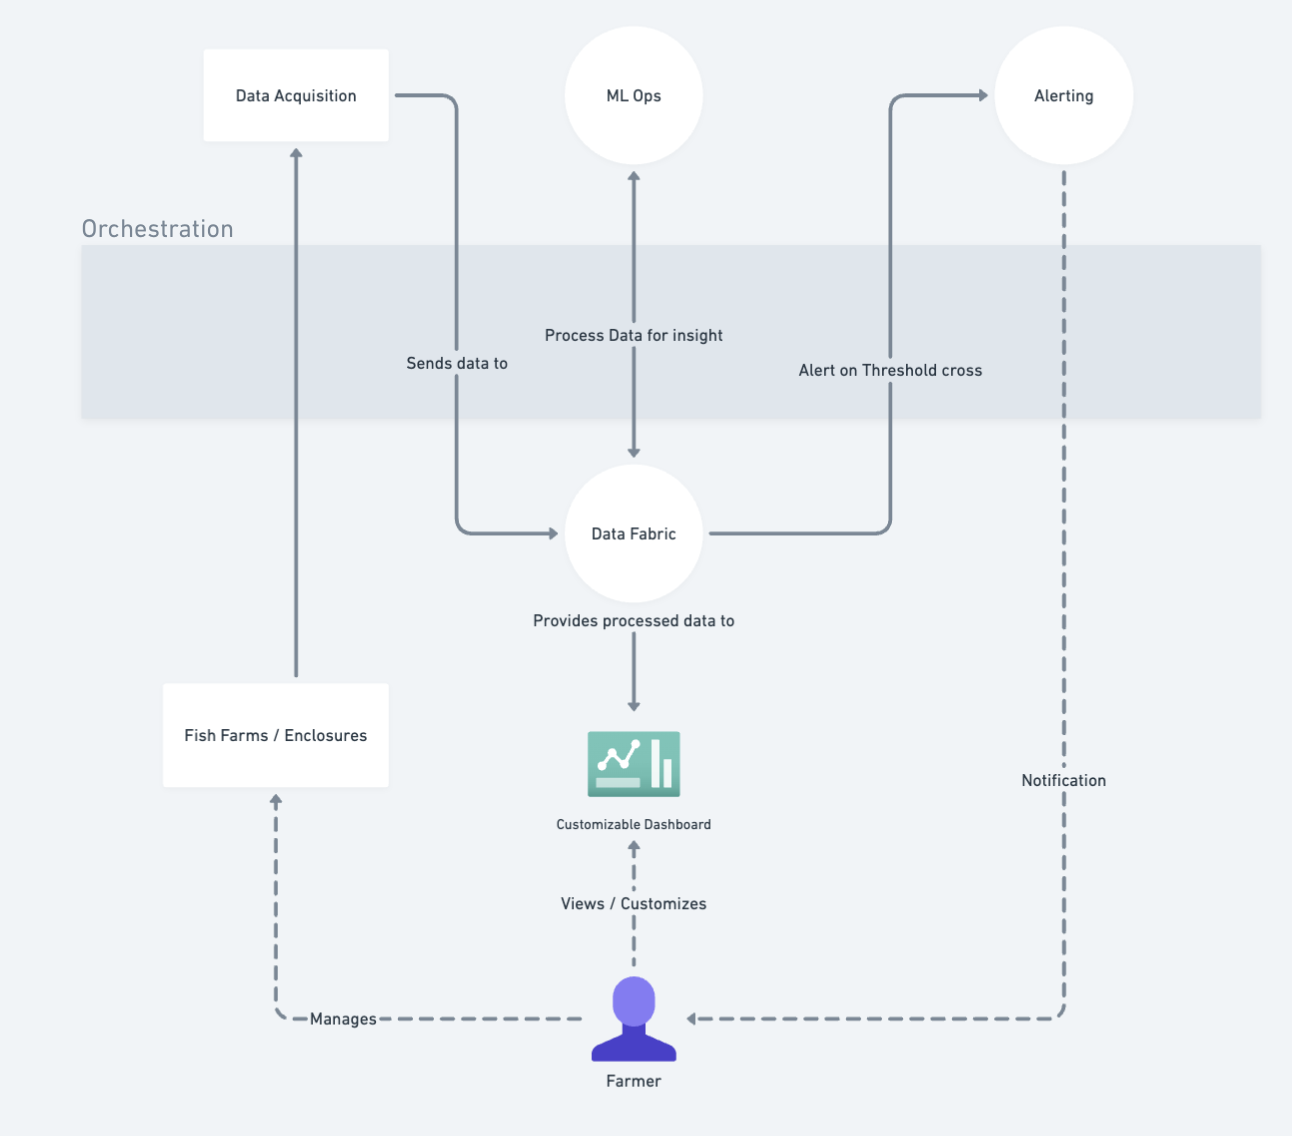 Data Acquisition
ML Ops
Alerting
Orchestration
Process Data for insight
Sends data to
Alert on Threshold cross
Data Fabric
Provides processed data to
Fish Farms / Enclosures
Notification
Customizable Dashboard
Views / Customizes
Manages
Farmer